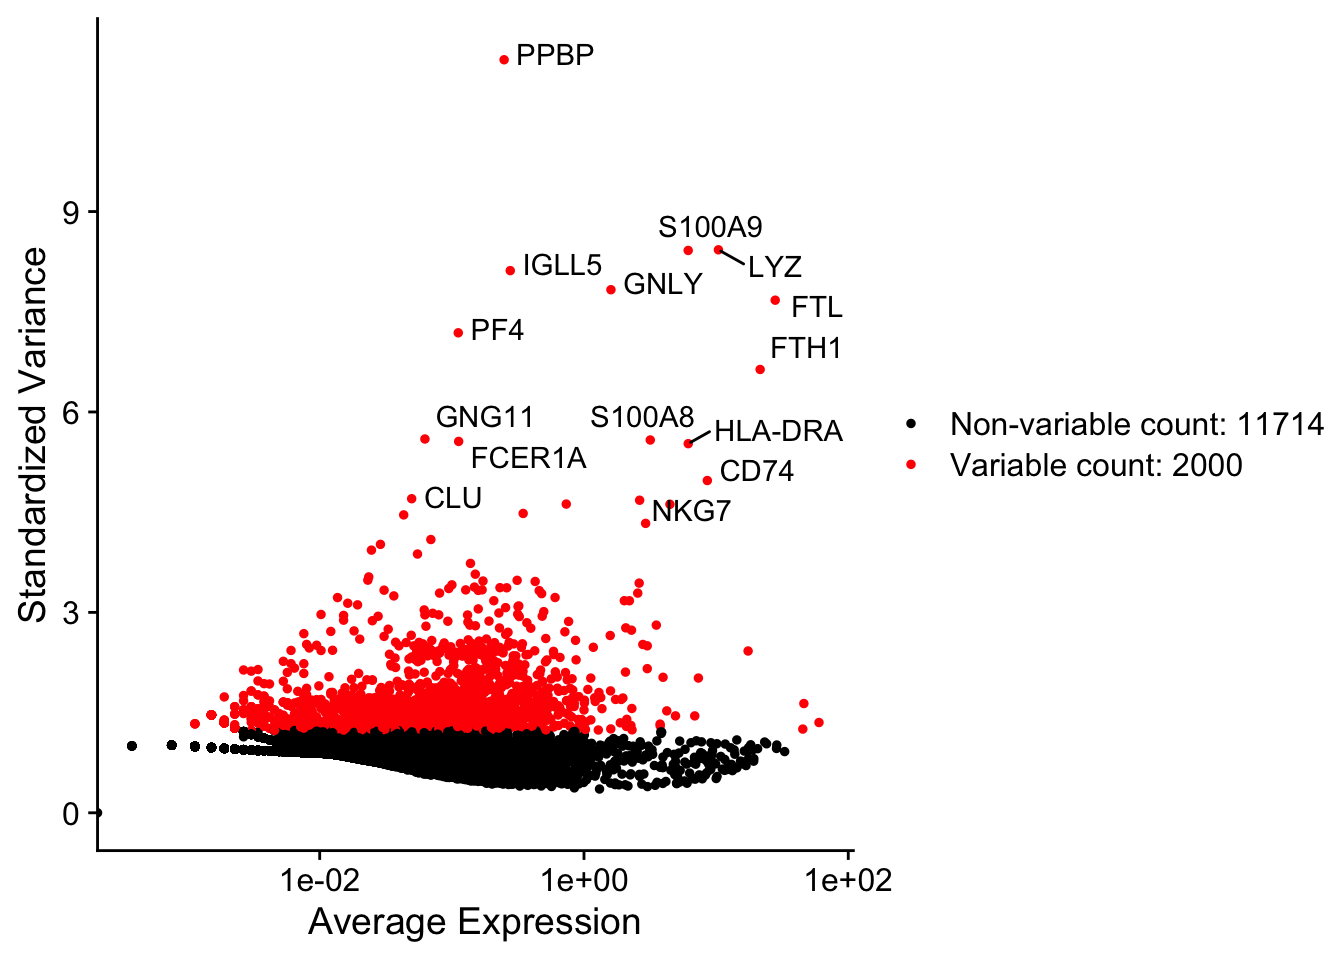 PPBP
9
S100A9
IGLL5
LYZ
GNLY
FTL
PF4
FTH1
Standardized Variance
6
GNG11
S100A8
HLA-DRA
Non-variable count: 11714
FCER1A
CD74
Variable count: 2000
CLU
NKG7
3
0
1e-02
1e+00
1e+02
Average Expression